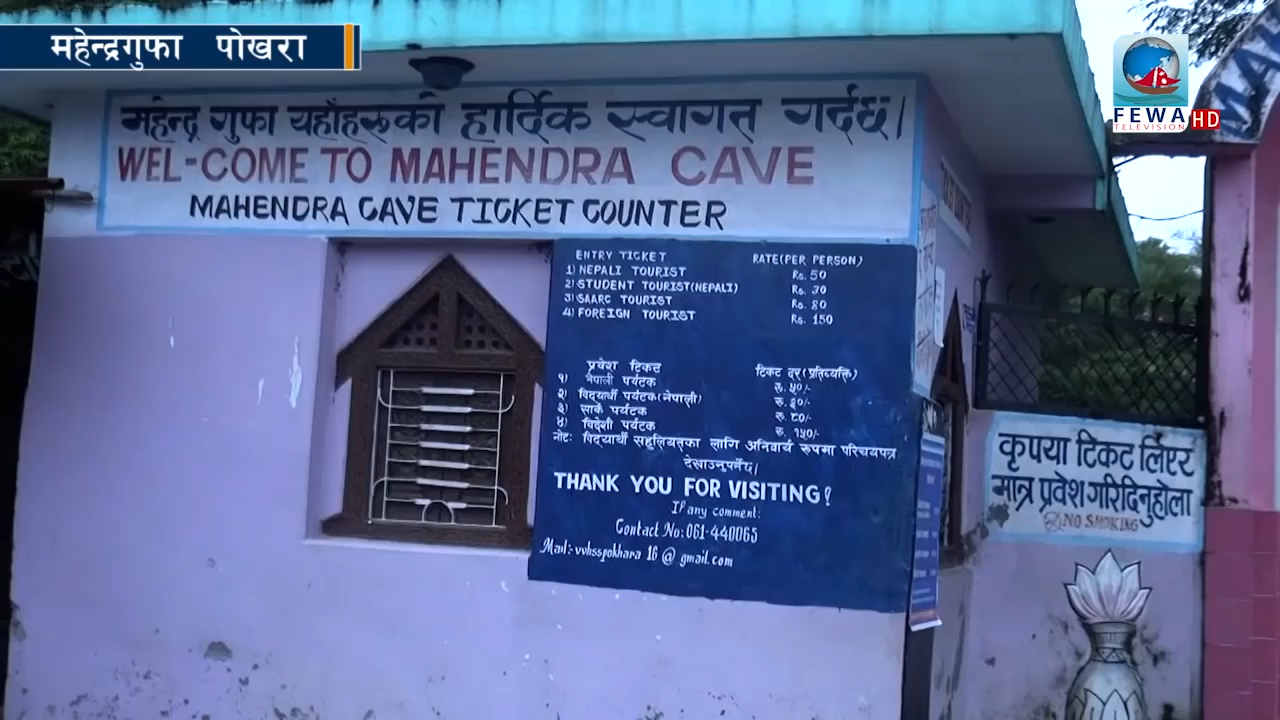 महेन्द्रगुफा पोखरा
FEWA HD
TELEVISION
महेन्द्र गुफा यहाँहरुको हार्दिक स्वागत गर्दछ।
WEL-COME TO MAHENDRA CAVE
MAHENDRA CAVE TICKET COUNTER
ENTRY TICKET RATE(PER PERSON)
1) NEPALI TOURIST Rs. 50
2) STUDENT TOURIST(NEPALI) Rs. 30
3) SAARC TOURIST Rs. 80
4) FOREIGN TOURIST Rs. 150
प्रवेश टिकट टिकट दर (प्रतिव्यक्ति)
१) नेपाली पर्यटक रु. ५०/-
२) विद्यार्थी पर्यटक(नेपाली) रु. ३०/-
३) सार्क पर्यटक रु. ८०/-
४) विदेशी पर्यटक रु. १५०/-
नोट: विद्यार्थी सहुलियतका लागि अनिवार्य रुपमा परिचयपत्र
देखाउनुपर्नेछ।
THANK YOU FOR VISITING!
If any comment:
Contact No: 061-440065
Mail:- vvhsspokhara 16 @ gmail.com
कृपया टिकट लिएर
मात्र प्रवेश गरिदिनुहोला
NO SMOKING